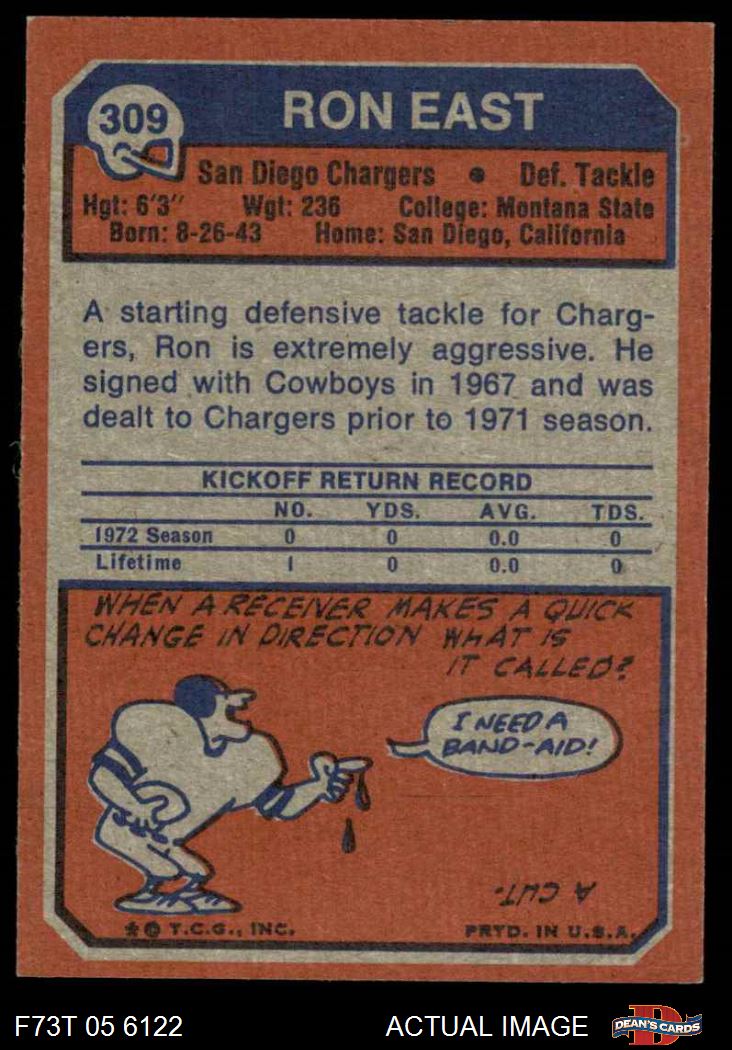 309
RON EAST
San Diego Chargers • Def. Tackle
Hgt: 6'3" Wgt: 236 College: Montana State
Born: 8-26-43 Home: San Diego, California
A starting defensive tackle for Charg-
ers, Ron is extremely aggressive. He
signed with Cowboys in 1967 and was
dealt to Chargers prior to 1971 season.
KICKOFF RETURN RECORD
NO. YDS. AVG. TDS.
1972 Season 0 0 0.0 0
Lifetime 1 0 0.0 0
WHEN A RECEIVER MAKES A QUICK
CHANGE IN DIRECTION WHAT IS
IT CALLED?
I NEED A
BAND-AID!
A CUT.
* © T.C.G., INC. PRTD. IN U.S.A.
F73T 05 6122 ACTUAL IMAGE D DEAN'S CARDS